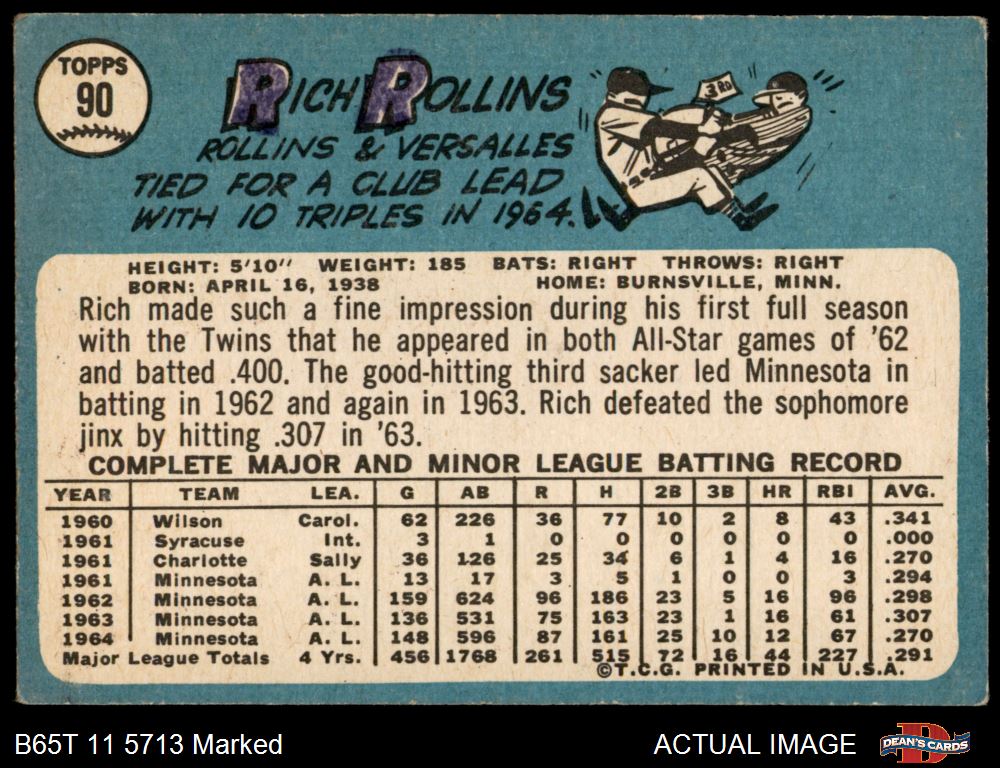 TOPPS
90
RICH ROLLINS
3 RD
ROLLINS & VERSALLES
TIED FOR A CLUB LEAD
WITH 10 TRIPLES IN 1964.
HEIGHT: 5'10" WEIGHT: 185 BATS: RIGHT THROWS: RIGHT
BORN: APRIL 16, 1938 HOME: BURNSVILLE, MINN.
Rich made such a fine impression during his first full season
with the Twins that he appeared in both All-Star games of '62
and batted .400. The good-hitting third sacker led Minnesota in
batting in 1962 and again in 1963. Rich defeated the sophomore
jinx by hitting .307 in '63.
COMPLETE MAJOR AND MINOR LEAGUE BATTING RECORD
YEAR TEAM LEA. G AB R H 2B 3B HR RBI AVG.
1960 Wilson Carol. 62 226 36 77 10 2 8 43 .341
1961 Syracuse Int. 3 1 0 0 0 0 0 0 .000
1961 Charlotte Sally 36 126 25 34 6 1 4 16 .270
1961 Minnesota A. L. 13 17 3 5 1 0 0 3 .294
1962 Minnesota A. L. 159 624 96 186 23 5 16 96 .298
1963 Minnesota A. L. 136 531 75 163 23 1 16 61 .307
1964 Minnesota A. L. 148 596 87 161 25 10 12 67 .270
Major League Totals 4 Yrs. 456 1768 261 515 72 16 44 227 .291
©T.C.G. PRINTED IN U.S.A.
B65T 11 5713 Marked
ACTUAL IMAGE
DEAN'S CARDS